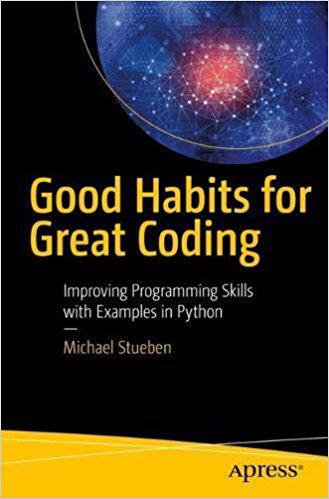 Good Habits for
Great Coding
Improving Programming Skills
with Examples in Python
—
Michael Stueben
Apress®